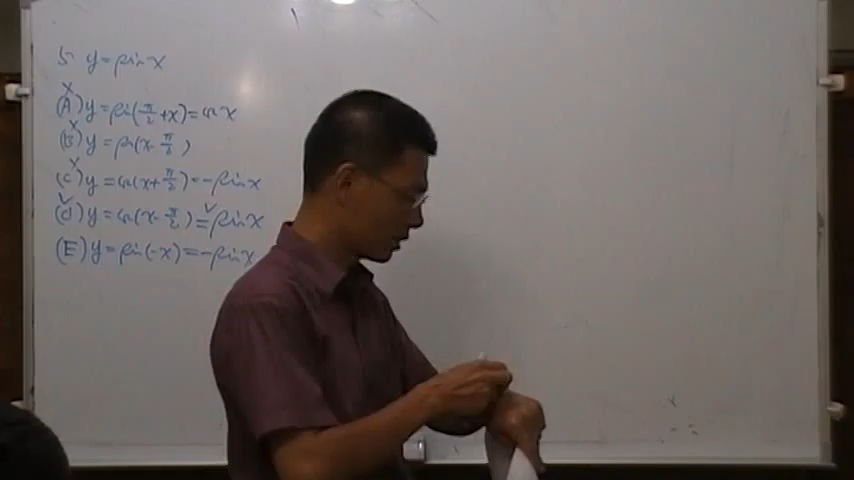 5. y=sin x
(A) y=sin(π/2+x)=cos x
(B) y=sin(x-π/2)
(C) y=cos(x+π/2)=-sin x
(d) y=cos(x-π/2)=sin x
(E) y=sin(-x)=-sin x